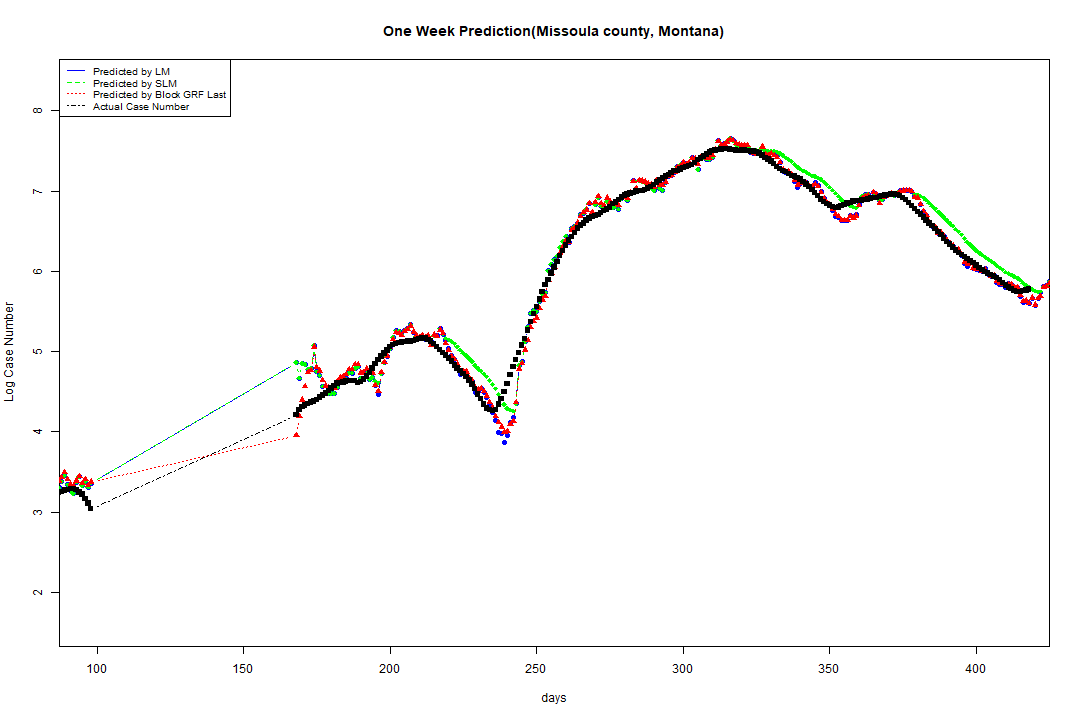 One Week Prediction(Missoula county, Montana)
Predicted by LM
Predicted by SLM
Predicted by Block GRF Last
Actual Case Number
Log Case Number
8
7
6
5
4
3
2
100 150 200 250 300 350 400
days